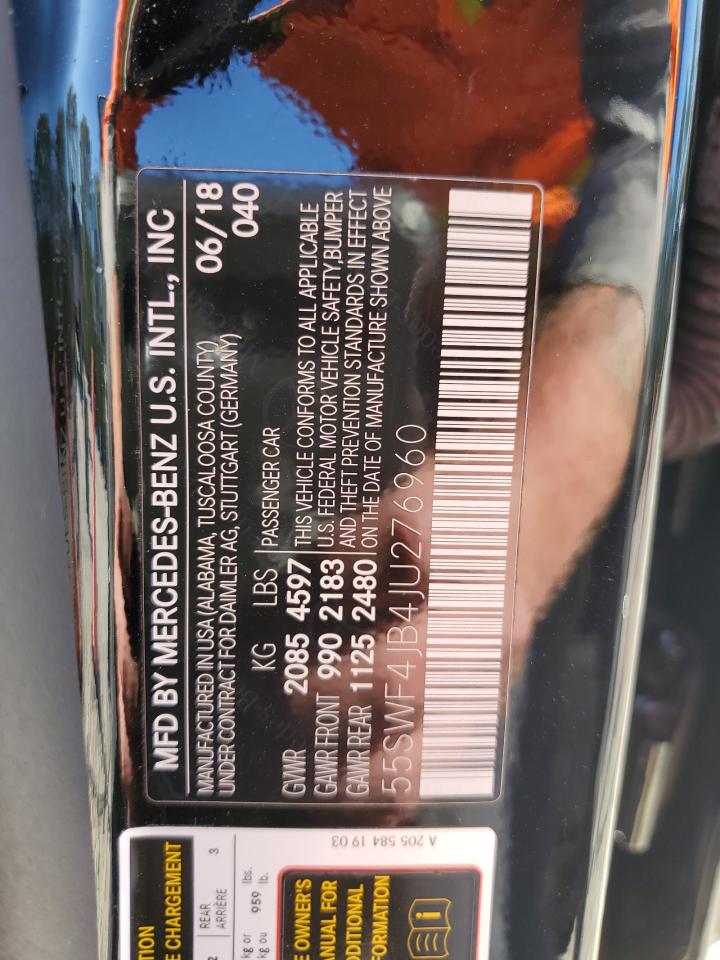 MFD BY MERCEDES-BENZ U.S. INTL., INC
MANUFACTURED IN USA (ALABAMA, TUSCALOOSA COUNTY) 06/18
UNDER CONTRACT FOR DAIMLER AG, STUTTGART (GERMANY) 040
KG LBS PASSENGER CAR
GVWR 2085 4597 THIS VEHICLE CONFORMS TO ALL APPLICABLE
GAWR FRONT 990 2183 U.S. FEDERAL MOTOR VEHICLE SAFETY,BUMPER
GAWR REAR 1125 2480 AND THEFT PREVENTION STANDARDS IN EFFECT
ON THE DATE OF MANUFACTURE SHOWN ABOVE
55SWF4JB4JU276960
TION
E CHARGEMENT
2 REAR 3
ARRIÈRE
kg or lbs.
kg ou 959 lb.
E OWNER'S
ANUAL FOR
DDITIONAL
FORMATION
A 205 584 19 03